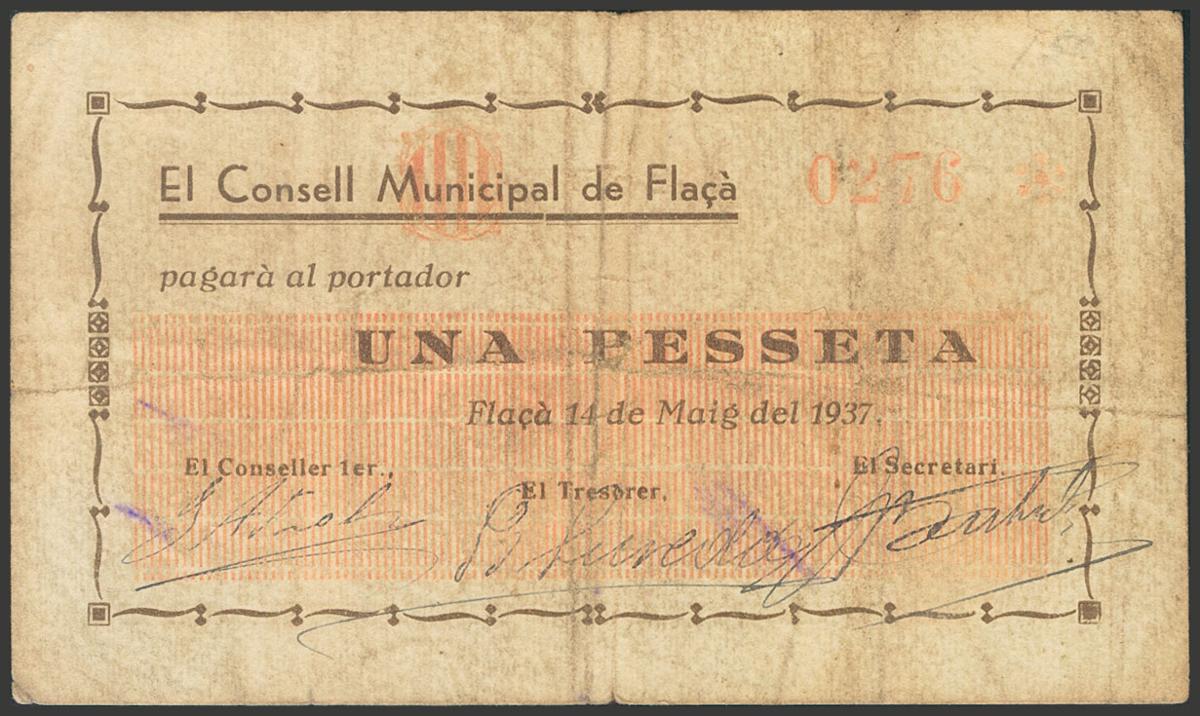 El Consell Municipal de Flaçà
0276 *
pagarà al portador
UNA PESSETA
Flaçà 14 de Maig del 1937.
El Conseller 1er.,
El Tresorer,
El Secretari.